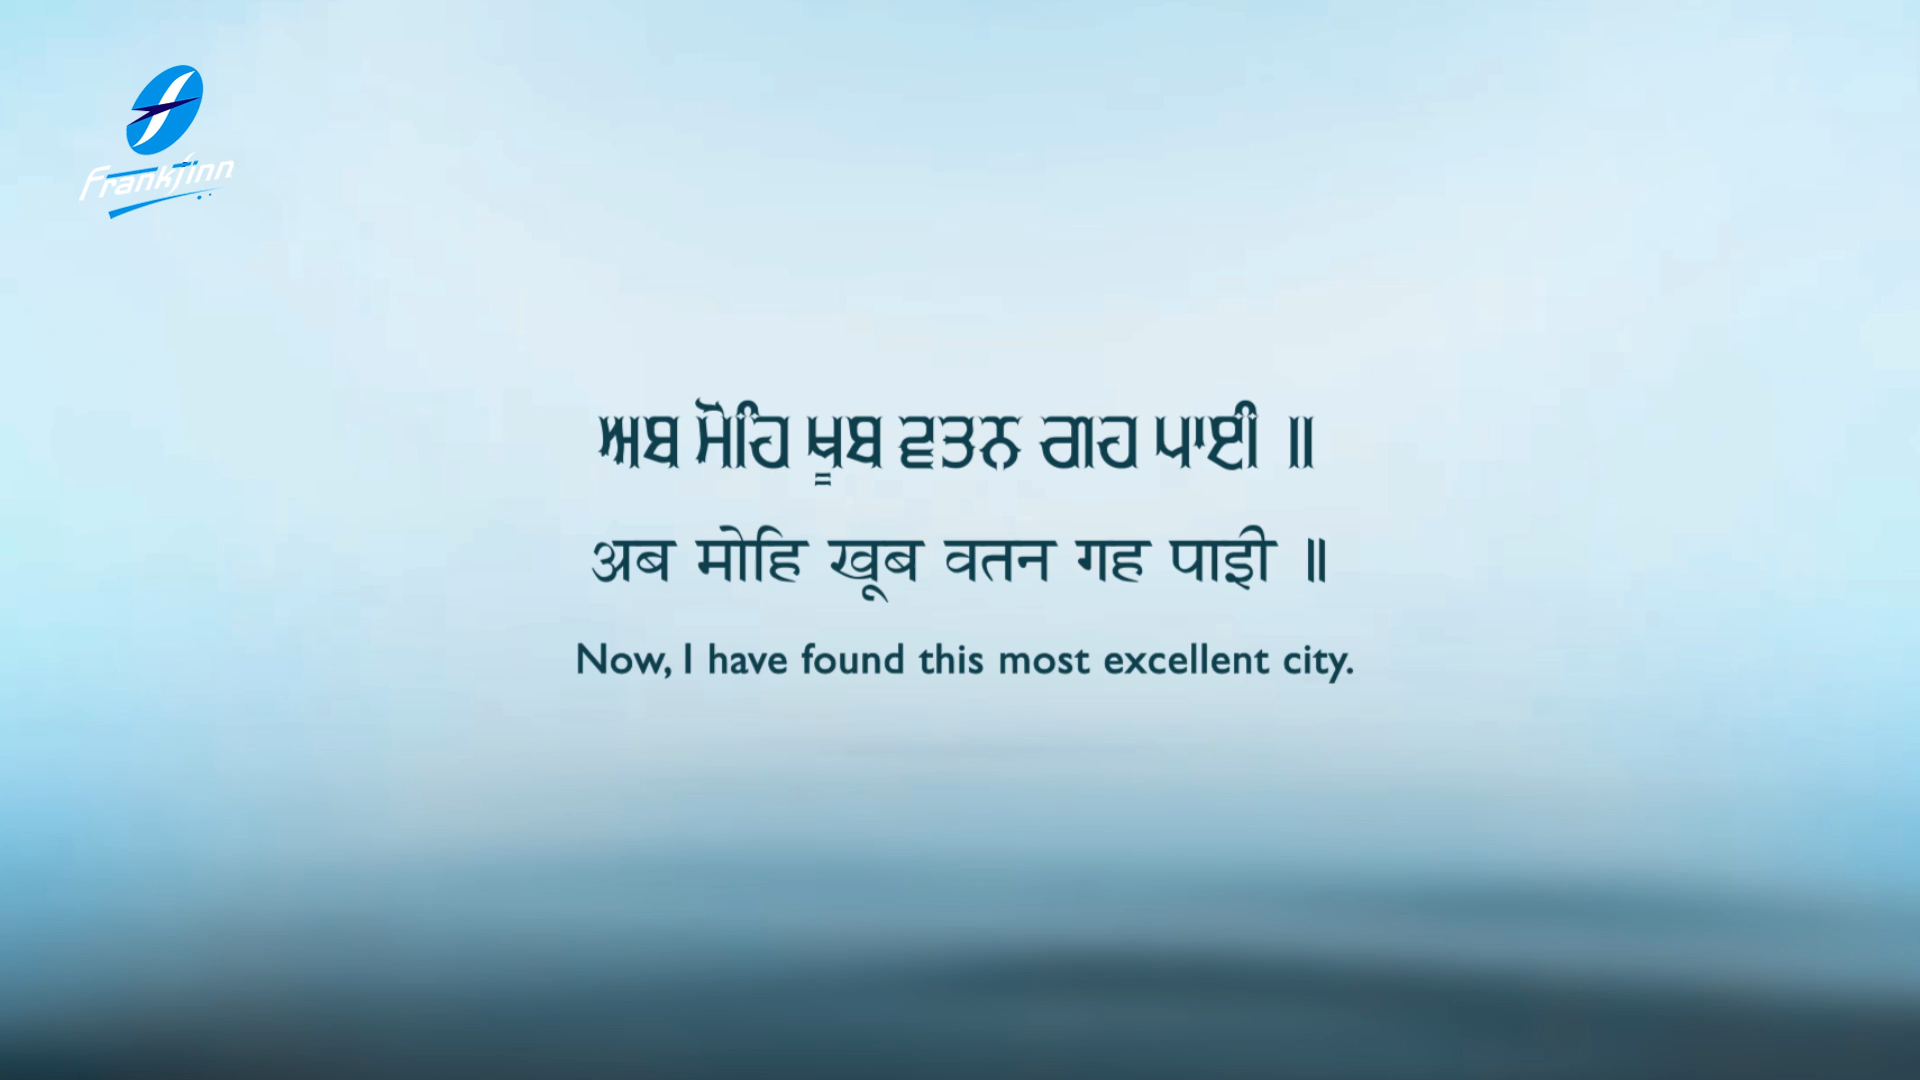 Frankfinn
ਅਬ ਮੋਹਿ ਖੂਬ ਵਤਨ ਗਹ ਪਾਈ ॥
अब मोहि खूब वतन गह पाइी ॥
Now, I have found this most excellent city.